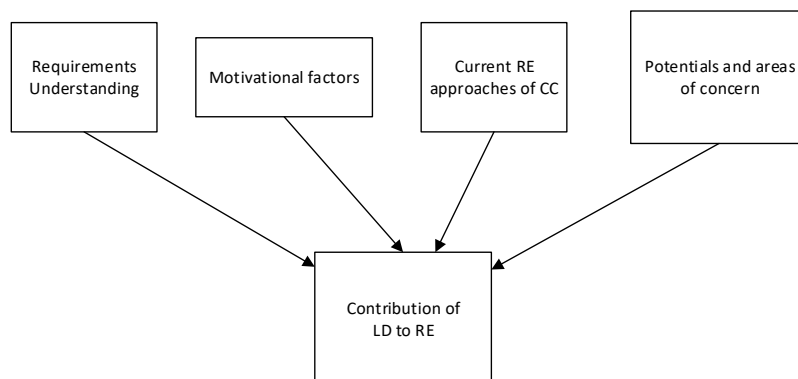 Requirements
Understanding
Motivational factors
Current RE
approaches of CC
Potentials and areas
of concern
Contribution of
LD to RE